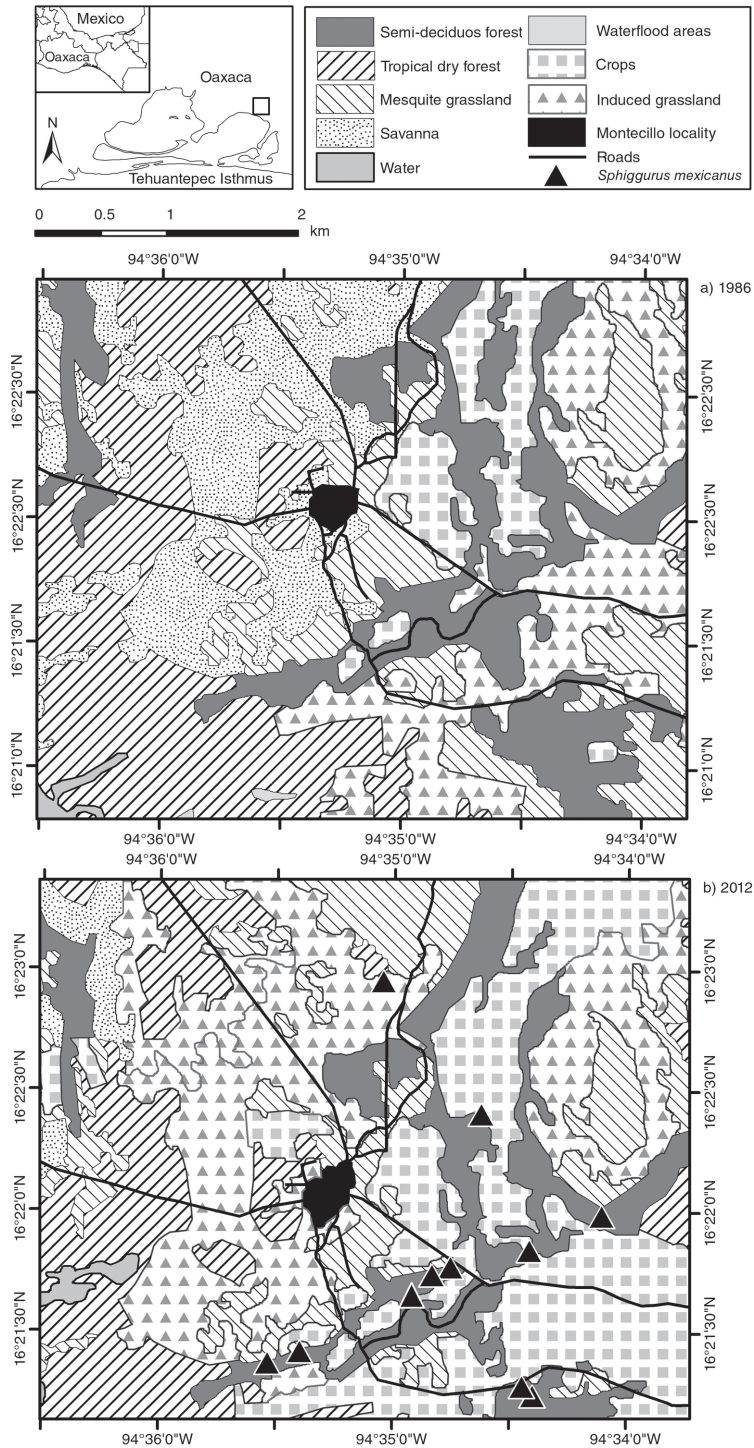 Mexico
Oaxaca
Oaxaca
N
Tehuantepec Isthmus
Semi-deciduos forest
Tropical dry forest
Mesquite grassland
Savanna
Water
Waterflood areas
Crops
Induced grassland
Montecillo locality
Roads
Sphiggurus mexicanus
0 0.5 1 2
km
94°36'0"W 94°35'0"W 94°34'0"W
a) 1986
16°22'30"N
16°22'30"N
16°21'30"N
16°21'0"N
16°22'30"N
16°22'30"N
16°21'30"N
16°21'0"N
94°36'0"W 94°35'0"W 94°34'0"W
94°36'0"W 94°35'0"W 94°34'0"W
b) 2012
16°23'0"N
16°22'30"N
16°22'0"N
16°21'30"N
16°23'0"N
16°22'30"N
16°22'0"N
16°21'30"N
94°36'0"W 94°35'0"W 94°34'0"W